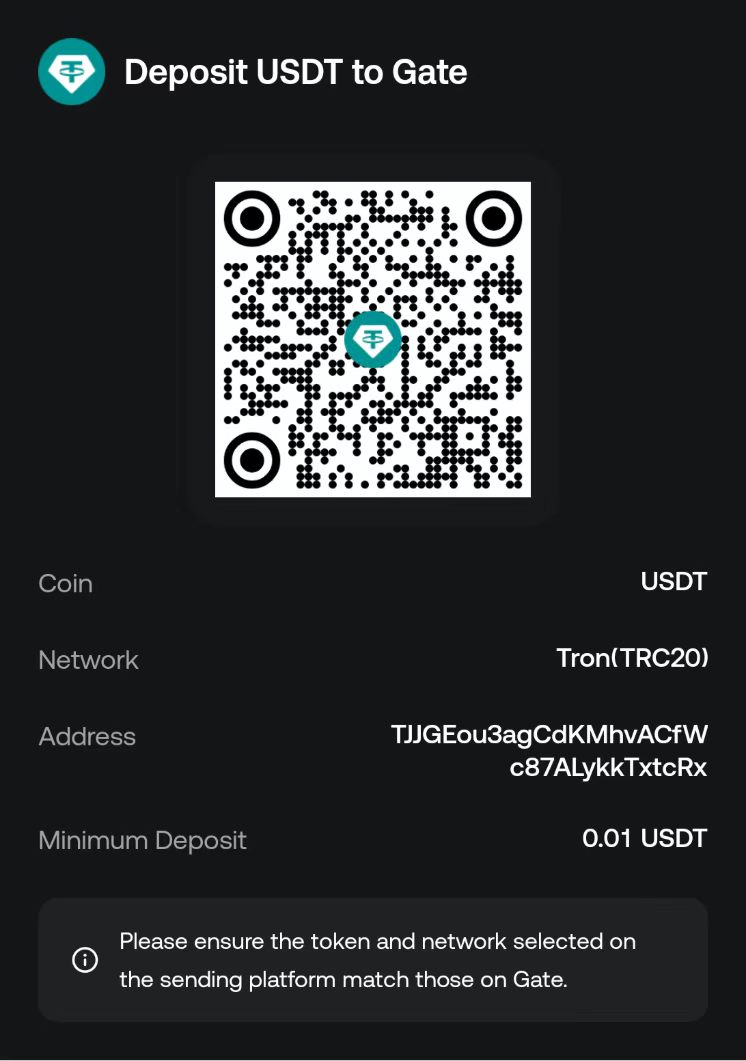 Deposit USDT to Gate
Coin
USDT
Network
Tron(TRC20)
Address
TJJGEou3agCdKMhvACfW
c87ALykkTxtcRx
Minimum Deposit
0.01 USDT
Please ensure the token and network selected on
the sending platform match those on Gate.